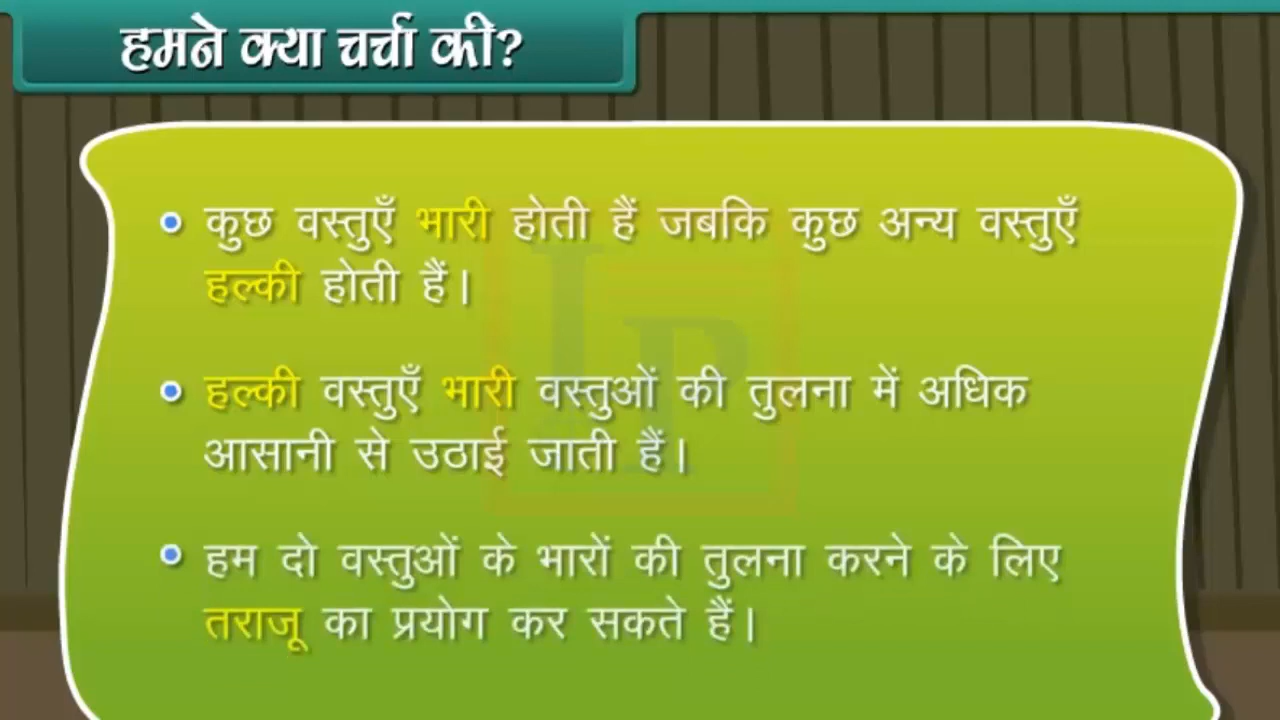 हमने क्या चर्चा की?
कुछ वस्तुएँ भारी होती हैं जबकि कुछ अन्य वस्तुएँ
हल्की होती हैं।
हल्की वस्तुएँ भारी वस्तुओं की तुलना में अधिक
आसानी से उठाई जाती हैं।
हम दो वस्तुओं के भारों की तुलना करने के लिए
तराजू का प्रयोग कर सकते हैं।